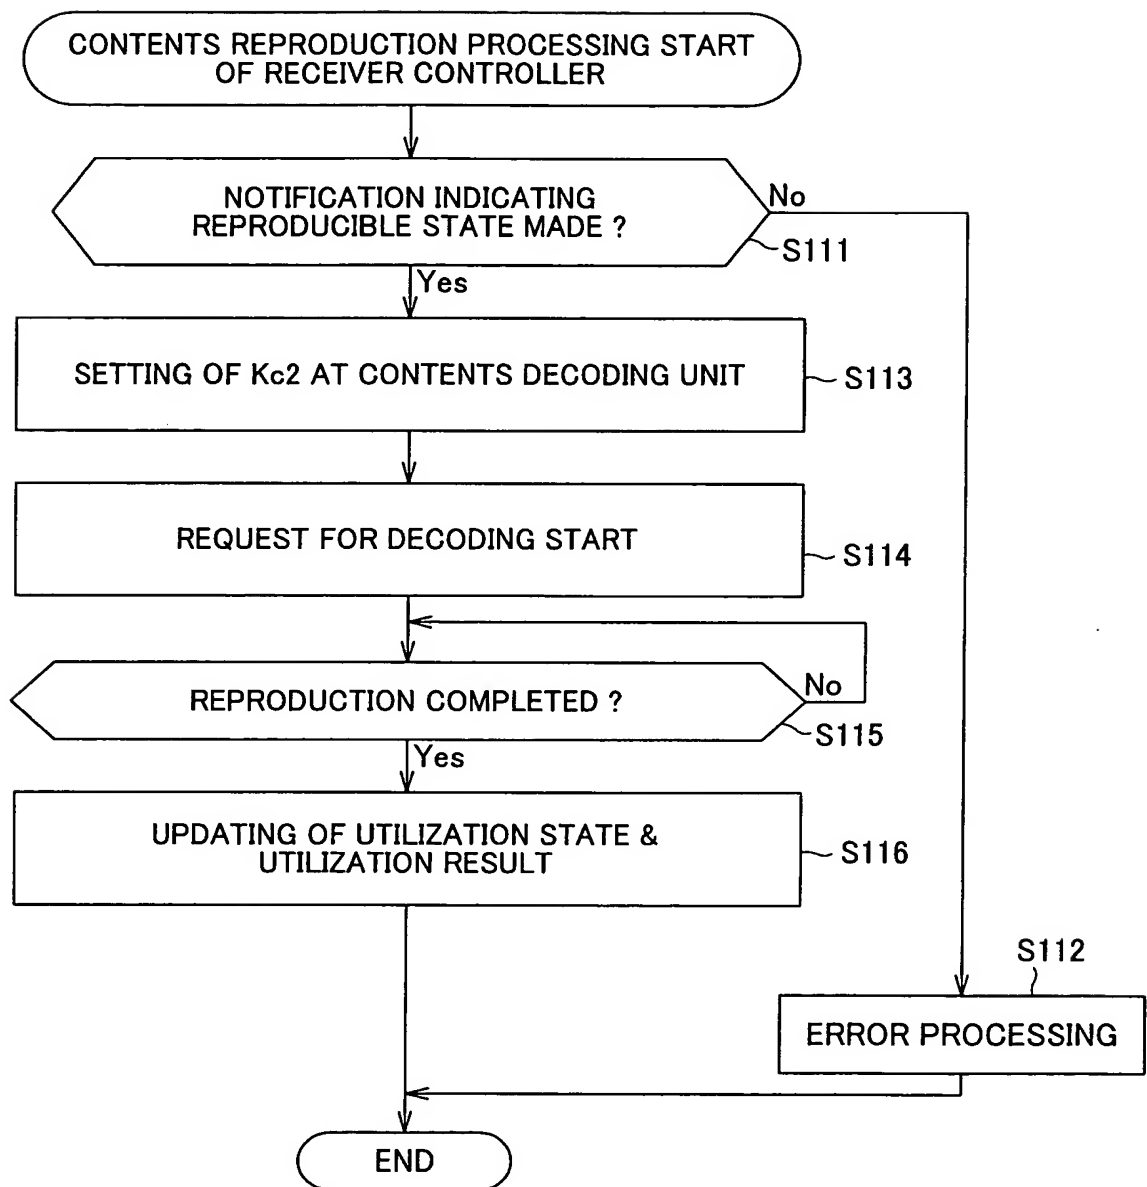 CONTENTS REPRODUCTION PROCESSING START
OF RECEIVER CONTROLLER
NOTIFICATION INDICATING
REPRODUCIBLE STATE MADE ?
No
S111
Yes
SETTING OF Kc2 AT CONTENTS DECODING UNIT
S113
REQUEST FOR DECODING START
S114
REPRODUCTION COMPLETED ?
No
S115
Yes
UPDATING OF UTILIZATION STATE &
UTILIZATION RESULT
S116
S112
ERROR PROCESSING
END